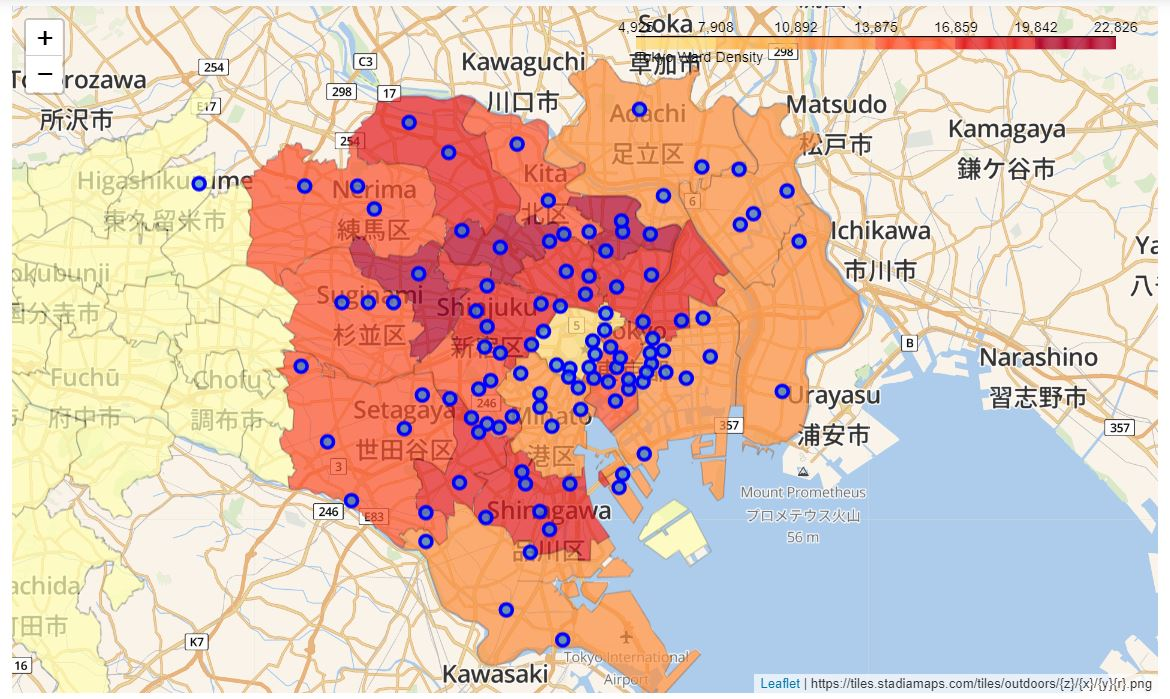 +
−
Soka
草加市
4,925 7,908 10,892 13,875 16,859 19,842 22,826
Tokyo Ward Density
298
Kawaguchi
川口市
C3
254
298
17
E17
254
所沢市
Adachi
足立区
Matsudo
松戸市
Kamagaya
鎌ケ谷市
Kita
北区
6
Nerima
練馬区
東久留米市
Ichikawa
市川市
Suginami
杉並区
Shinjuku
新宿区
5
Tokyo
B
Narashino
習志野市
Fuchū
府中市
Chofu
調布市
Setagaya
世田谷区
246
Minato
港区
357
Urayasu
浦安市
357
3
246
E83
Shinagawa
品川区
Mount Prometheus
プロメテウス火山
56 m
K7
16
Kawasaki
Tokyo International
Airport
Leaflet | https://tiles.stadiamaps.com/tiles/outdoors/{z}/{x}/{y}{r}.png